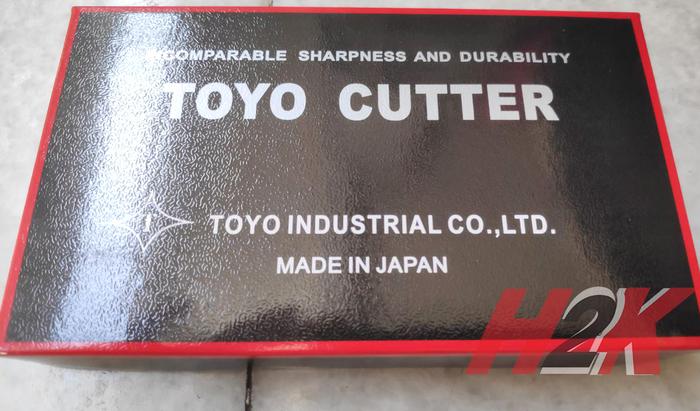 INCOMPARABLE SHARPNESS AND DURABILITY
TOYO CUTTER
TOYO INDUSTRIAL CO.,LTD.
MADE IN JAPAN
H2K